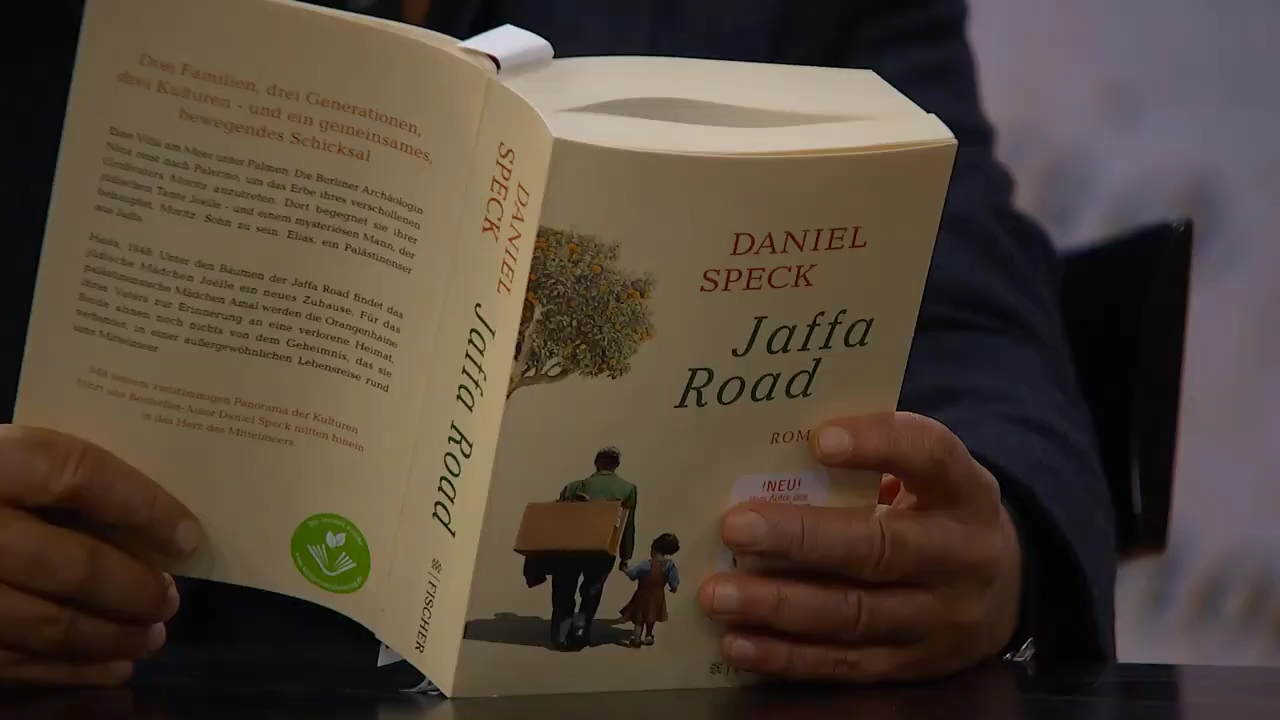 Drei Familien, drei Generationen,
drei Kulturen - und ein gemeinsames,
bewegendes Schicksal
Eine Villa am Meer unter Palmen: Die Berliner Archäologin
Nina reist nach Palermo, um das Erbe ihres verschollenen
Großvaters Moritz anzutreten. Dort begegnet sie ihrer
jüdischen Tante Joëlle - und einem mysteriösen Mann, der
behauptet, Moritz' Sohn zu sein. Elias, ein Palästinenser
aus Jaffa.
Haifa, 1948: Unter den Bäumen der Jaffa Road findet das
jüdische Mädchen Joëlle ein neues Zuhause. Für das
palästinensische Mädchen Amal werden die Orangenhaine
ihres Vaters zur Erinnerung an eine verlorene Heimat.
Beide ahnen noch nichts von dem Geheimnis, das sie
verbindet, in einer außergewöhnlichen Lebensreise rund
ums Mittelmeer.
Mit seinem vielstimmigen Panorama der Kulturen
führt uns Bestseller-Autor Daniel Speck mitten hinein
in das Herz des Mittelmeers.
DANIEL
SPECK
Jaffa Road
FISCHER
DANIEL
SPECK
Jaffa
Road
ROM
!NEU!
Vom Autor des